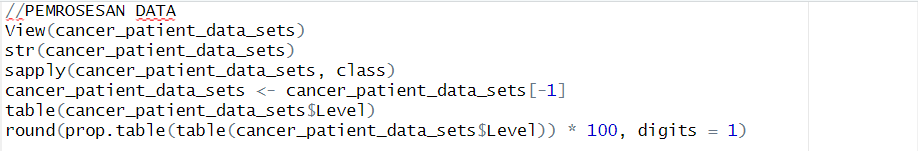 //PEMROSESAN DATA
View(cancer_patient_data_sets)
str(cancer_patient_data_sets)
sapply(cancer_patient_data_sets, class)
cancer_patient_data_sets <- cancer_patient_data_sets[-1]
table(cancer_patient_data_sets$Level)
round(prop.table(table(cancer_patient_data_sets$Level)) * 100, digits = 1)